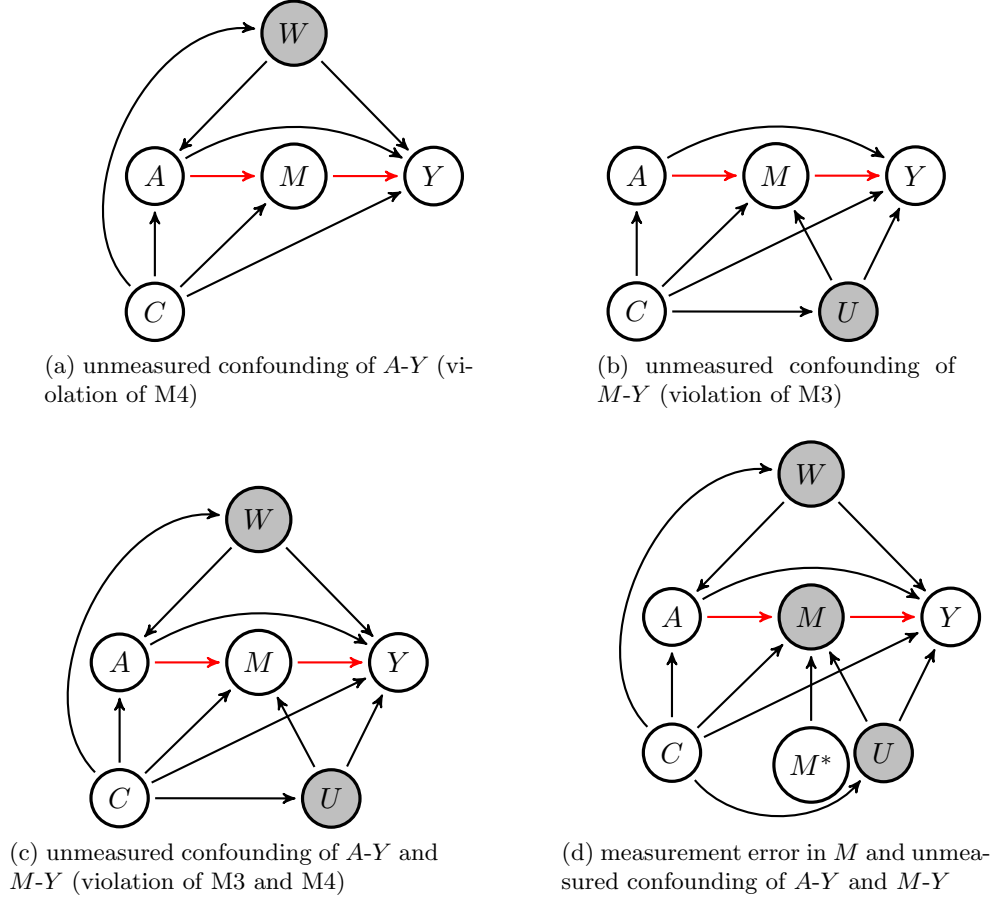 W
A
M
Y
C
(a) unmeasured confounding of A-Y (vi-
olation of M4)
A
M
Y
C
U
(b) unmeasured confounding of
M-Y (violation of M3)
W
A
M
Y
C
U
(c) unmeasured confounding of A-Y and
M-Y (violation of M3 and M4)
W
A
M
Y
C
M*
U
(d) measurement error in M and unmea-
sured confounding of A-Y and M-Y